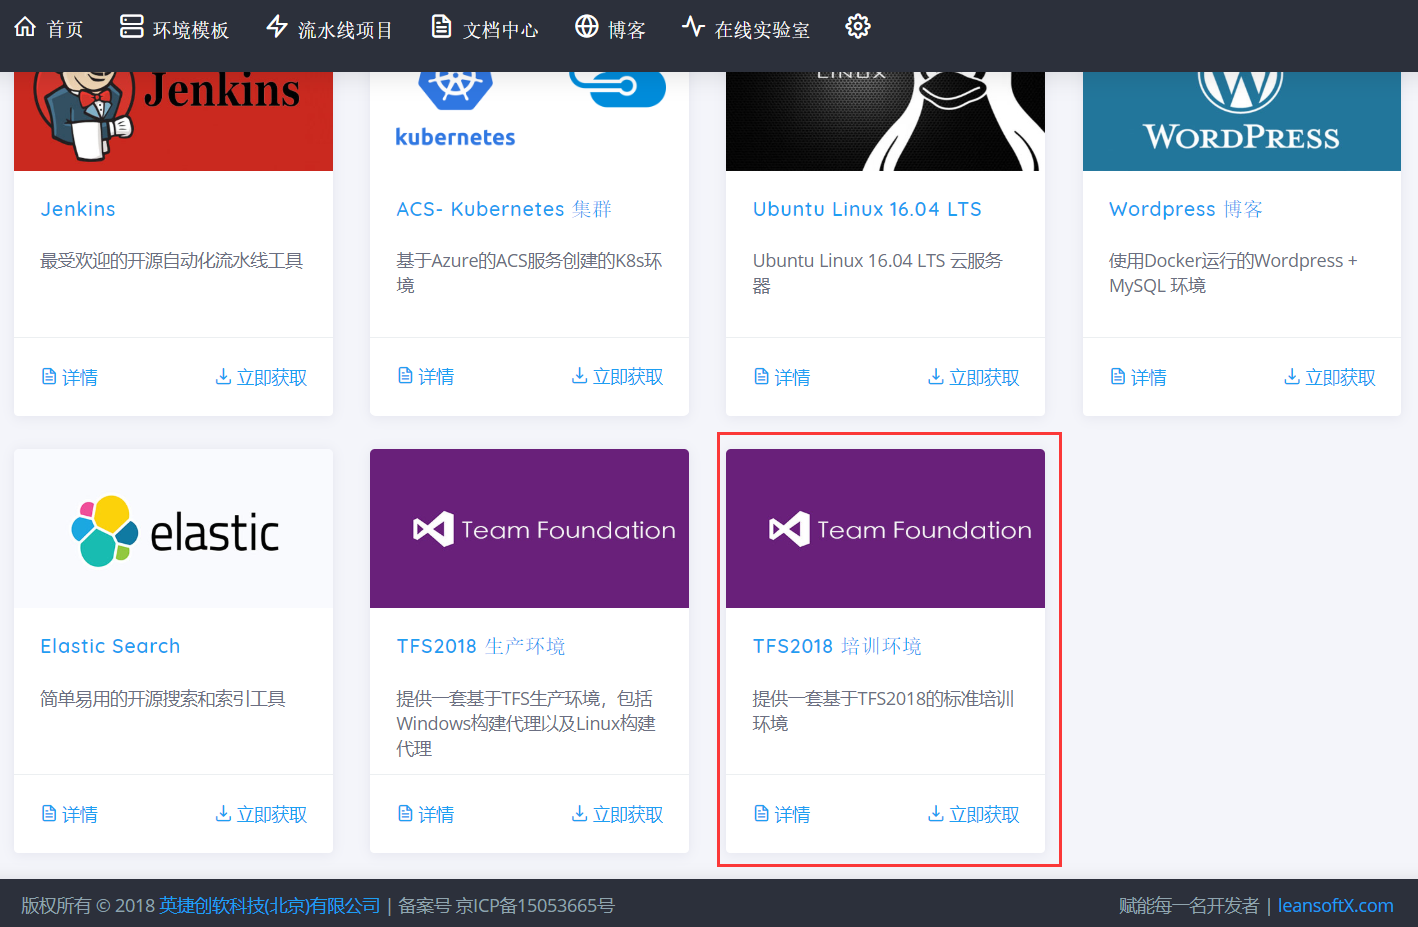 首页
环境模板
流水线项目
文档中心
博客
在线实验室
Jenkins
kubernetes
LINUX
WORDPRESS
Jenkins
最受欢迎的开源自动化流水线工具
详情
立即获取
ACS- Kubernetes 集群
基于Azure的ACS服务创建的K8s环
境
详情
立即获取
Ubuntu Linux 16.04 LTS
Ubuntu Linux 16.04 LTS 云服务
器
详情
立即获取
Wordpress 博客
使用Docker运行的Wordpress +
MySQL 环境
详情
立即获取
elastic
Elastic Search
简单易用的开源搜索和索引工具
详情
立即获取
Team Foundation
TFS2018 生产环境
提供一套基于TFS生产环境，包括
Windows构建代理以及Linux构建
代理
详情
立即获取
Team Foundation
TFS2018 培训环境
提供一套基于TFS2018的标准培训
环境
详情
立即获取
版权所有 © 2018 英捷创软科技(北京)有限公司 | 备案号 京ICP备15053665号
赋能每一名开发者 | leansoftX.com